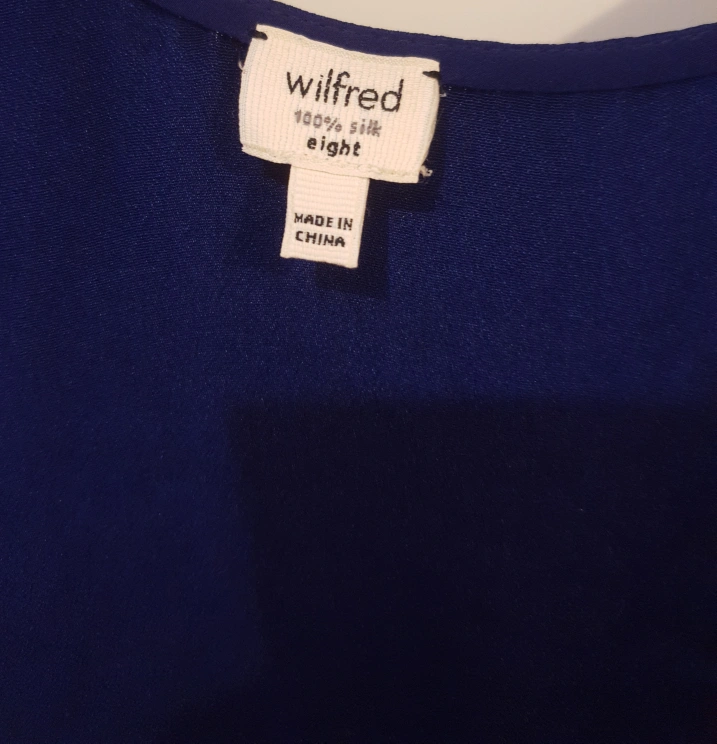 wilfred
100% silk
eight
MADE IN
CHINA